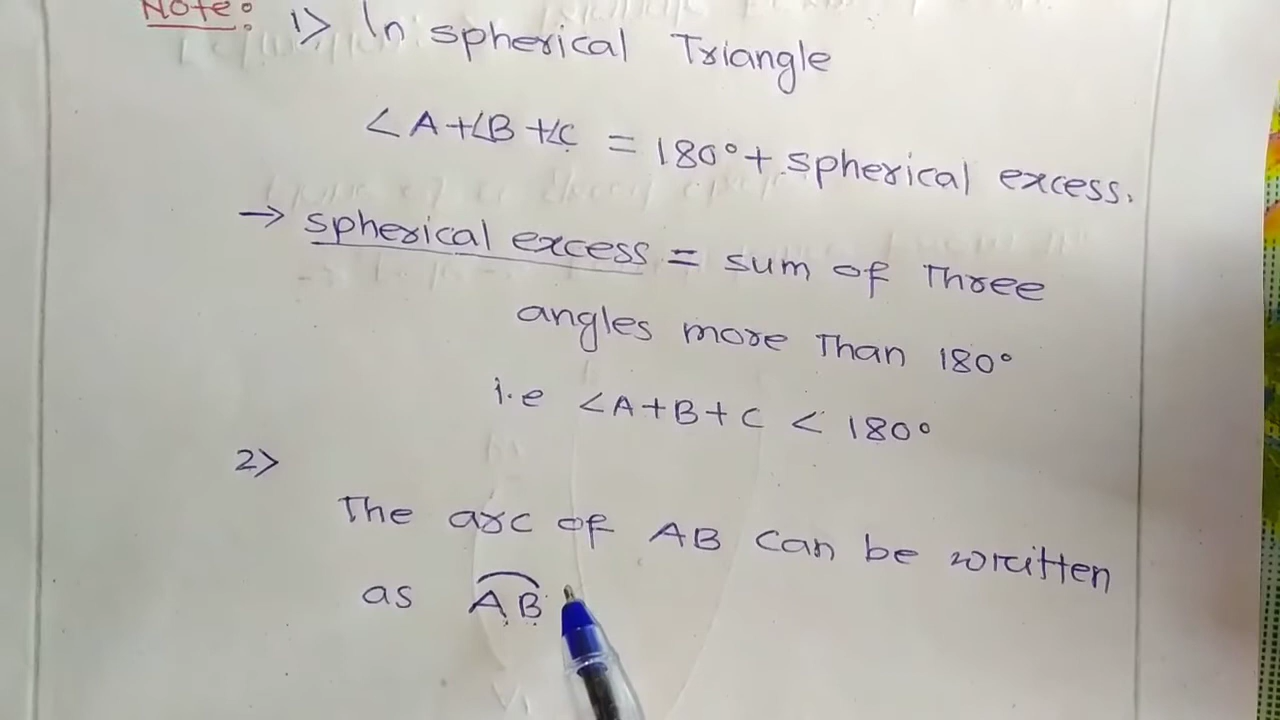 Note: 1> In spherical Triangle
∠A+∠B+∠C = 180°+ spherical excess.
→ spherical excess = sum of Three
angles more Than 180°
i.e ∠A+B+C < 180°
2>
The arc of AB can be written
as A͡B